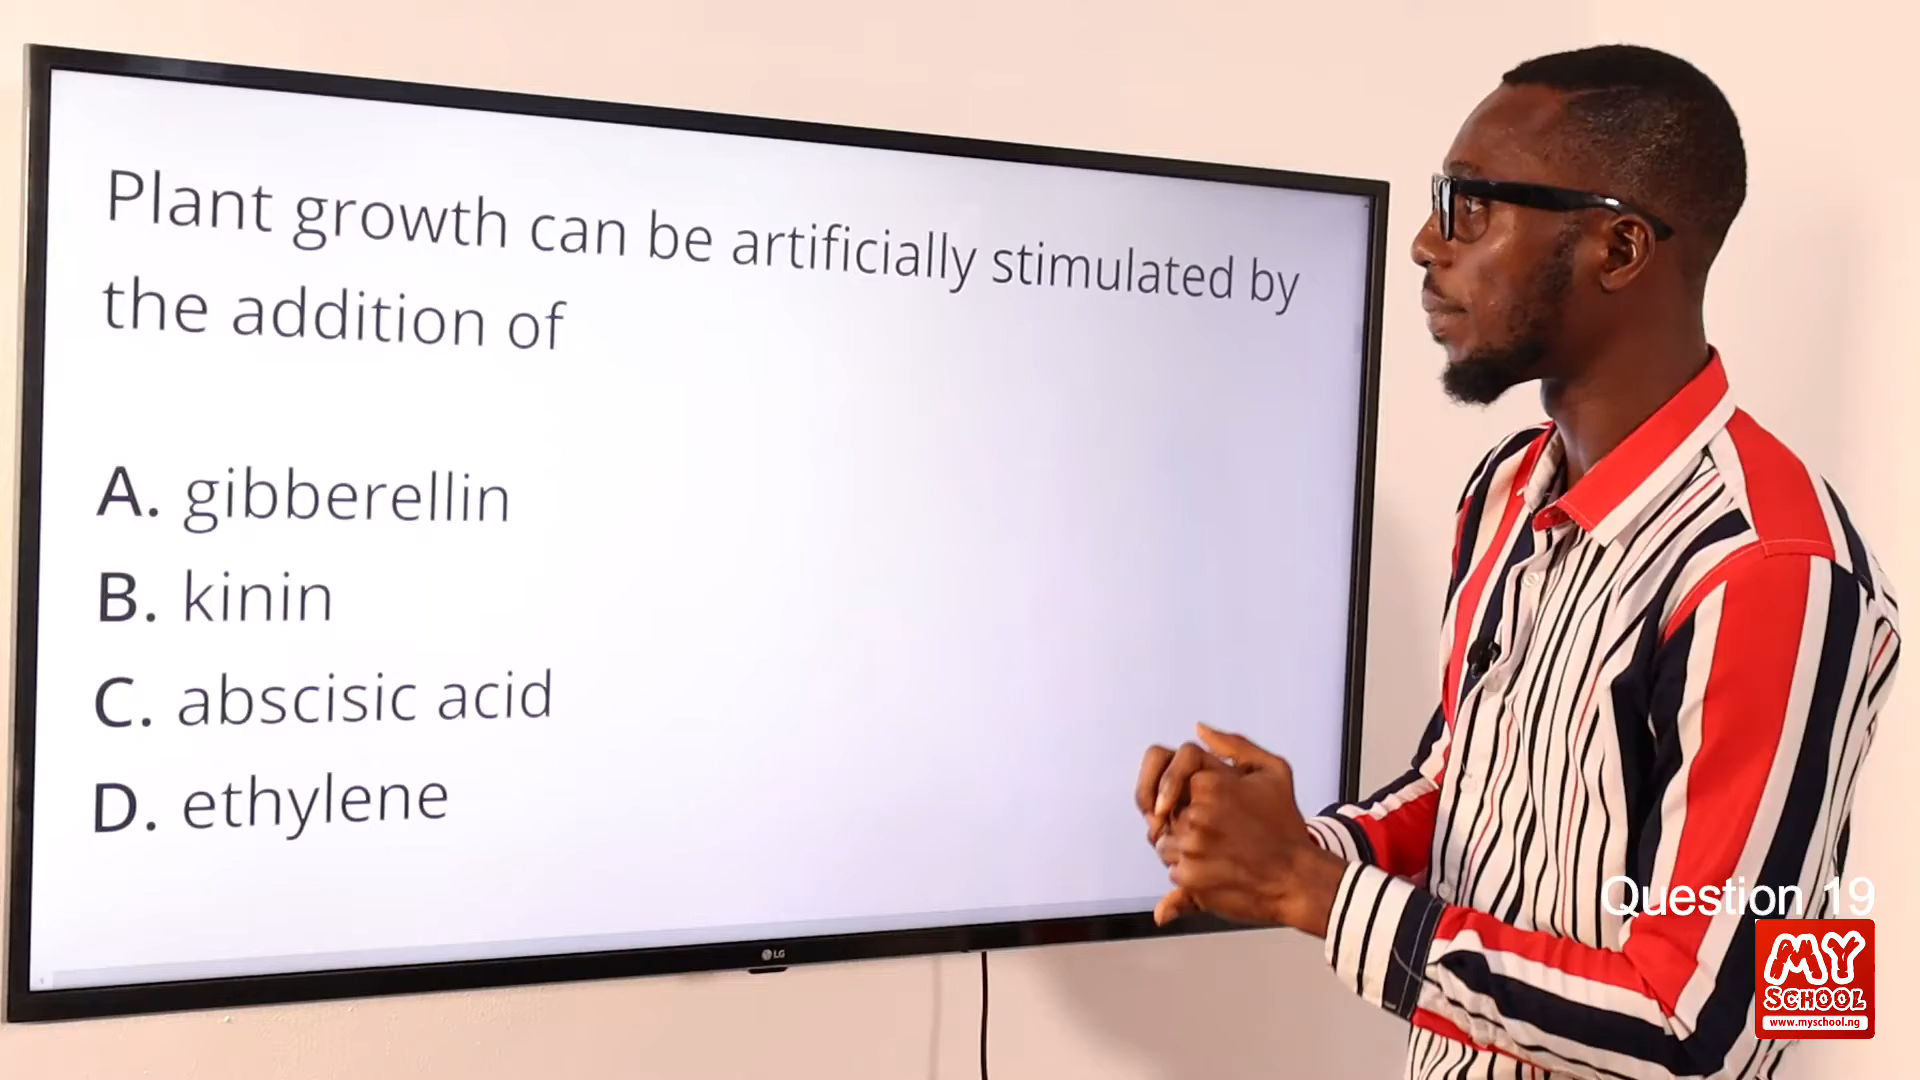 Plant growth can be artificially stimulated by
the addition of
A. gibberellin
B. kinin
C. abscisic acid
D. ethylene
LG
Question 19
MY
SCHOOL
www.myschool.ng